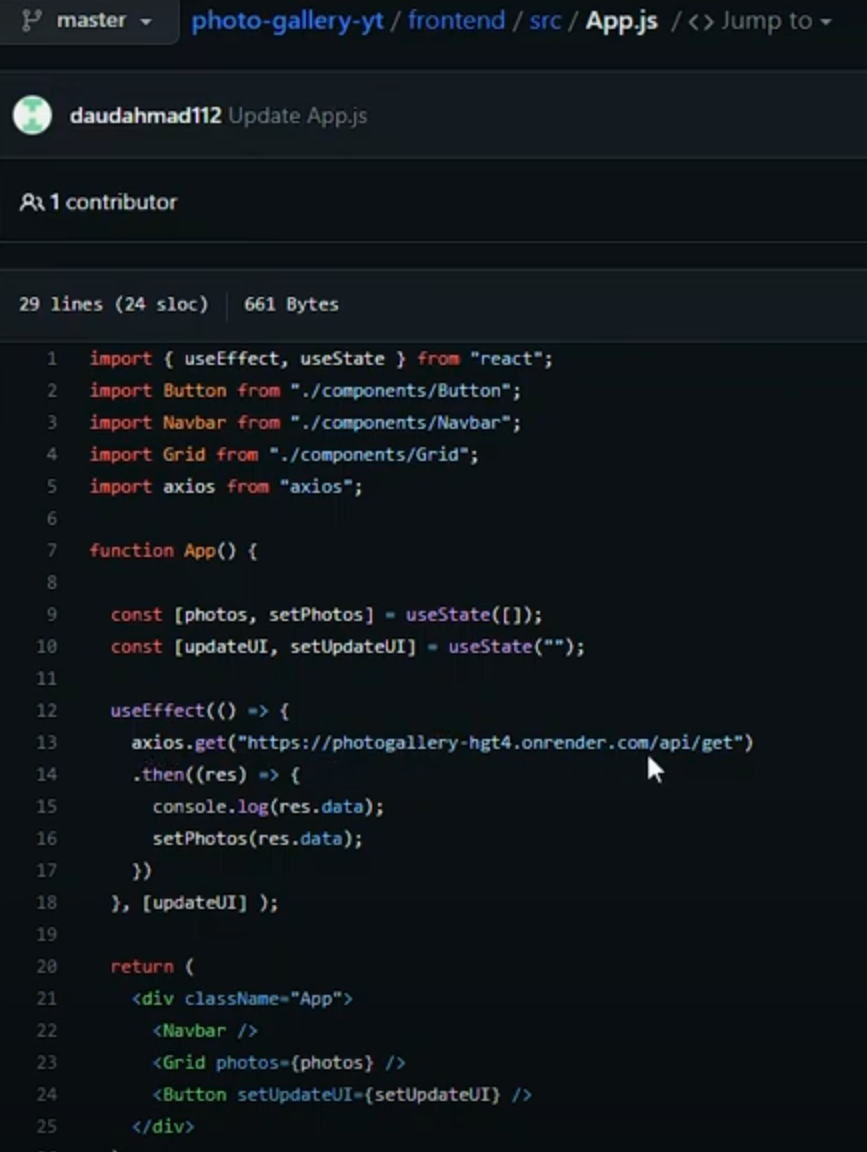 master
photo-gallery-yt / frontend / src / App.js / <> Jump to
daudahmad112 Update App.js
1 contributor
29 lines (24 sloc) 661 Bytes
1 import { useEffect, useState } from "react";
2 import Button from "./components/Button";
3 import Navbar from "./components/Navbar";
4 import Grid from "./components/Grid";
5 import axios from "axios";
6
7 function App() {
8
9 const [photos, setPhotos] = useState([]);
10 const [updateUI, setUpdateUI] = useState("");
11
12 useEffect(() => {
13 axios.get("https://photogallery-hgt4.onrender.com/api/get")
14 .then((res) => {
15 console.log(res.data);
16 setPhotos(res.data);
17 })
18 }, [updateUI] );
19
20 return (
21 <div className="App">
22 <Navbar />
23 <Grid photos={photos} />
24 <Button setUpdateUI={setUpdateUI} />
25 </div>